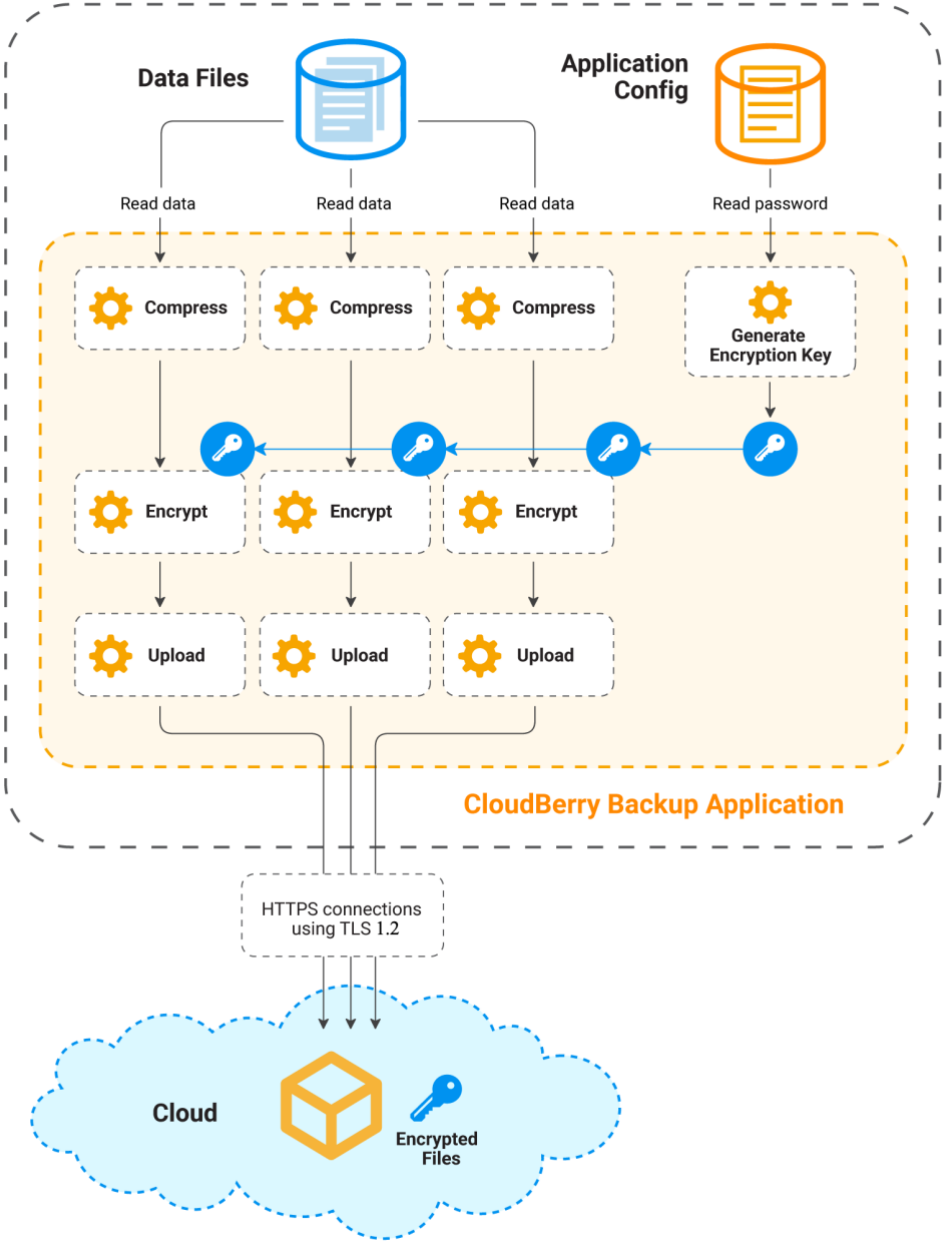 Data Files
Application
Config
Read data
Read data
Read data
Read password
Compress
Compress
Compress
Generate
Encryption Key
Encrypt
Encrypt
Encrypt
Upload
Upload
Upload
CloudBerry Backup Application
HTTPS connections
using TLS 1.2
Cloud
Encrypted
Files